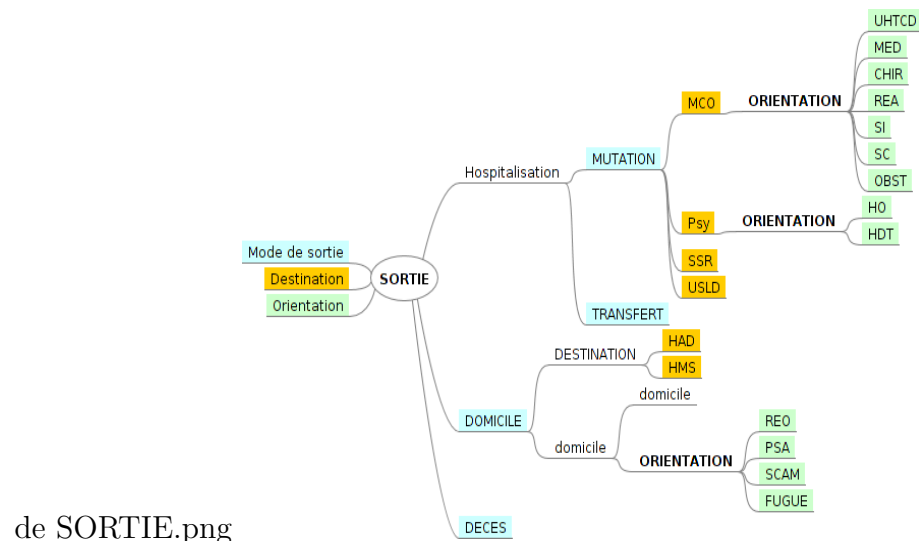 UHTCD
MED
CHIR
MCO
ORIENTATION
REA
SI
MUTATION
SC
Hospitalisation
OBST
HO
Psy
ORIENTATION
HDT
Mode de sortie
SSR
Destination
SORTIE
USLD
Orientation
TRANSFERT
HAD
DESTINATION
HMS
domicile
DOMICILE
REO
domicile
PSA
ORIENTATION
SCAM
FUGUE
DECES
de SORTIE.png